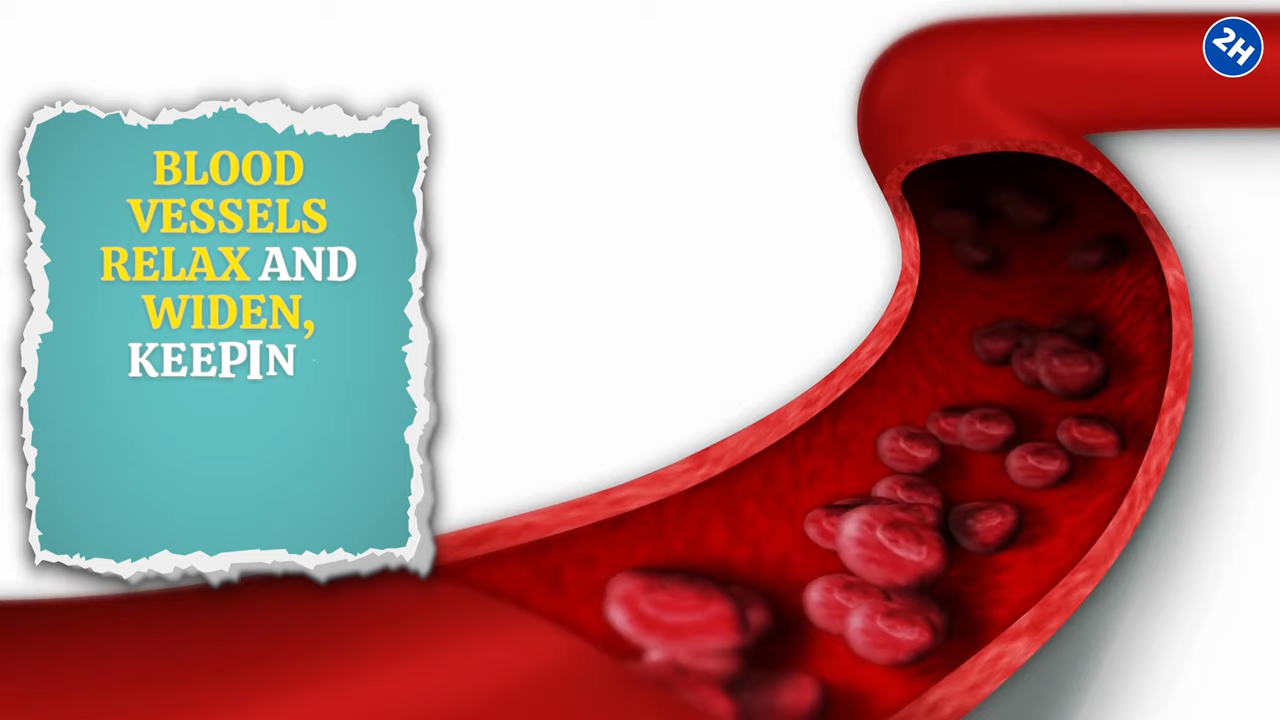 BLOOD
VESSELS
RELAX AND
WIDEN,
KEEPIN
2H